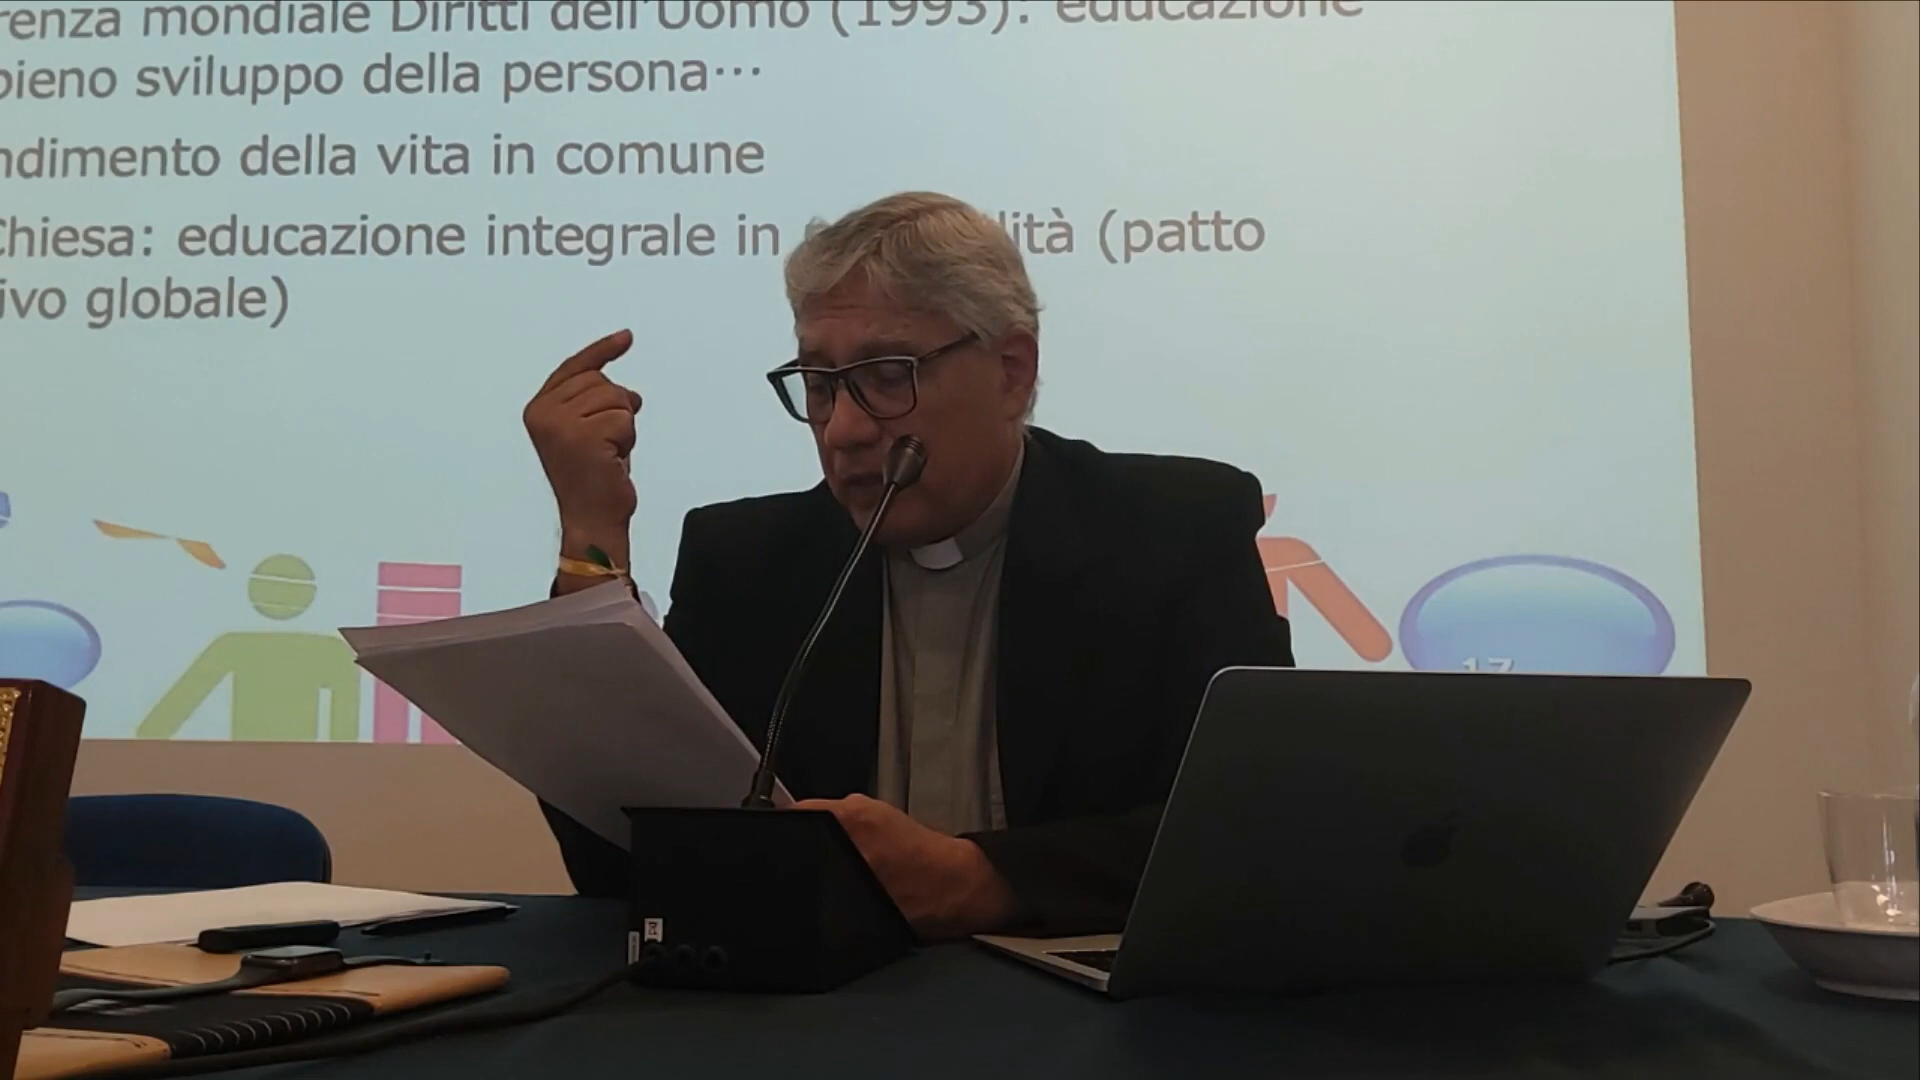 renza mondiale Diritti dell'Uomo (1993): educazione
pieno sviluppo della persona…
ndimento della vita in comune
Chiesa: educazione integrale in lità (patto
ivo globale)
17